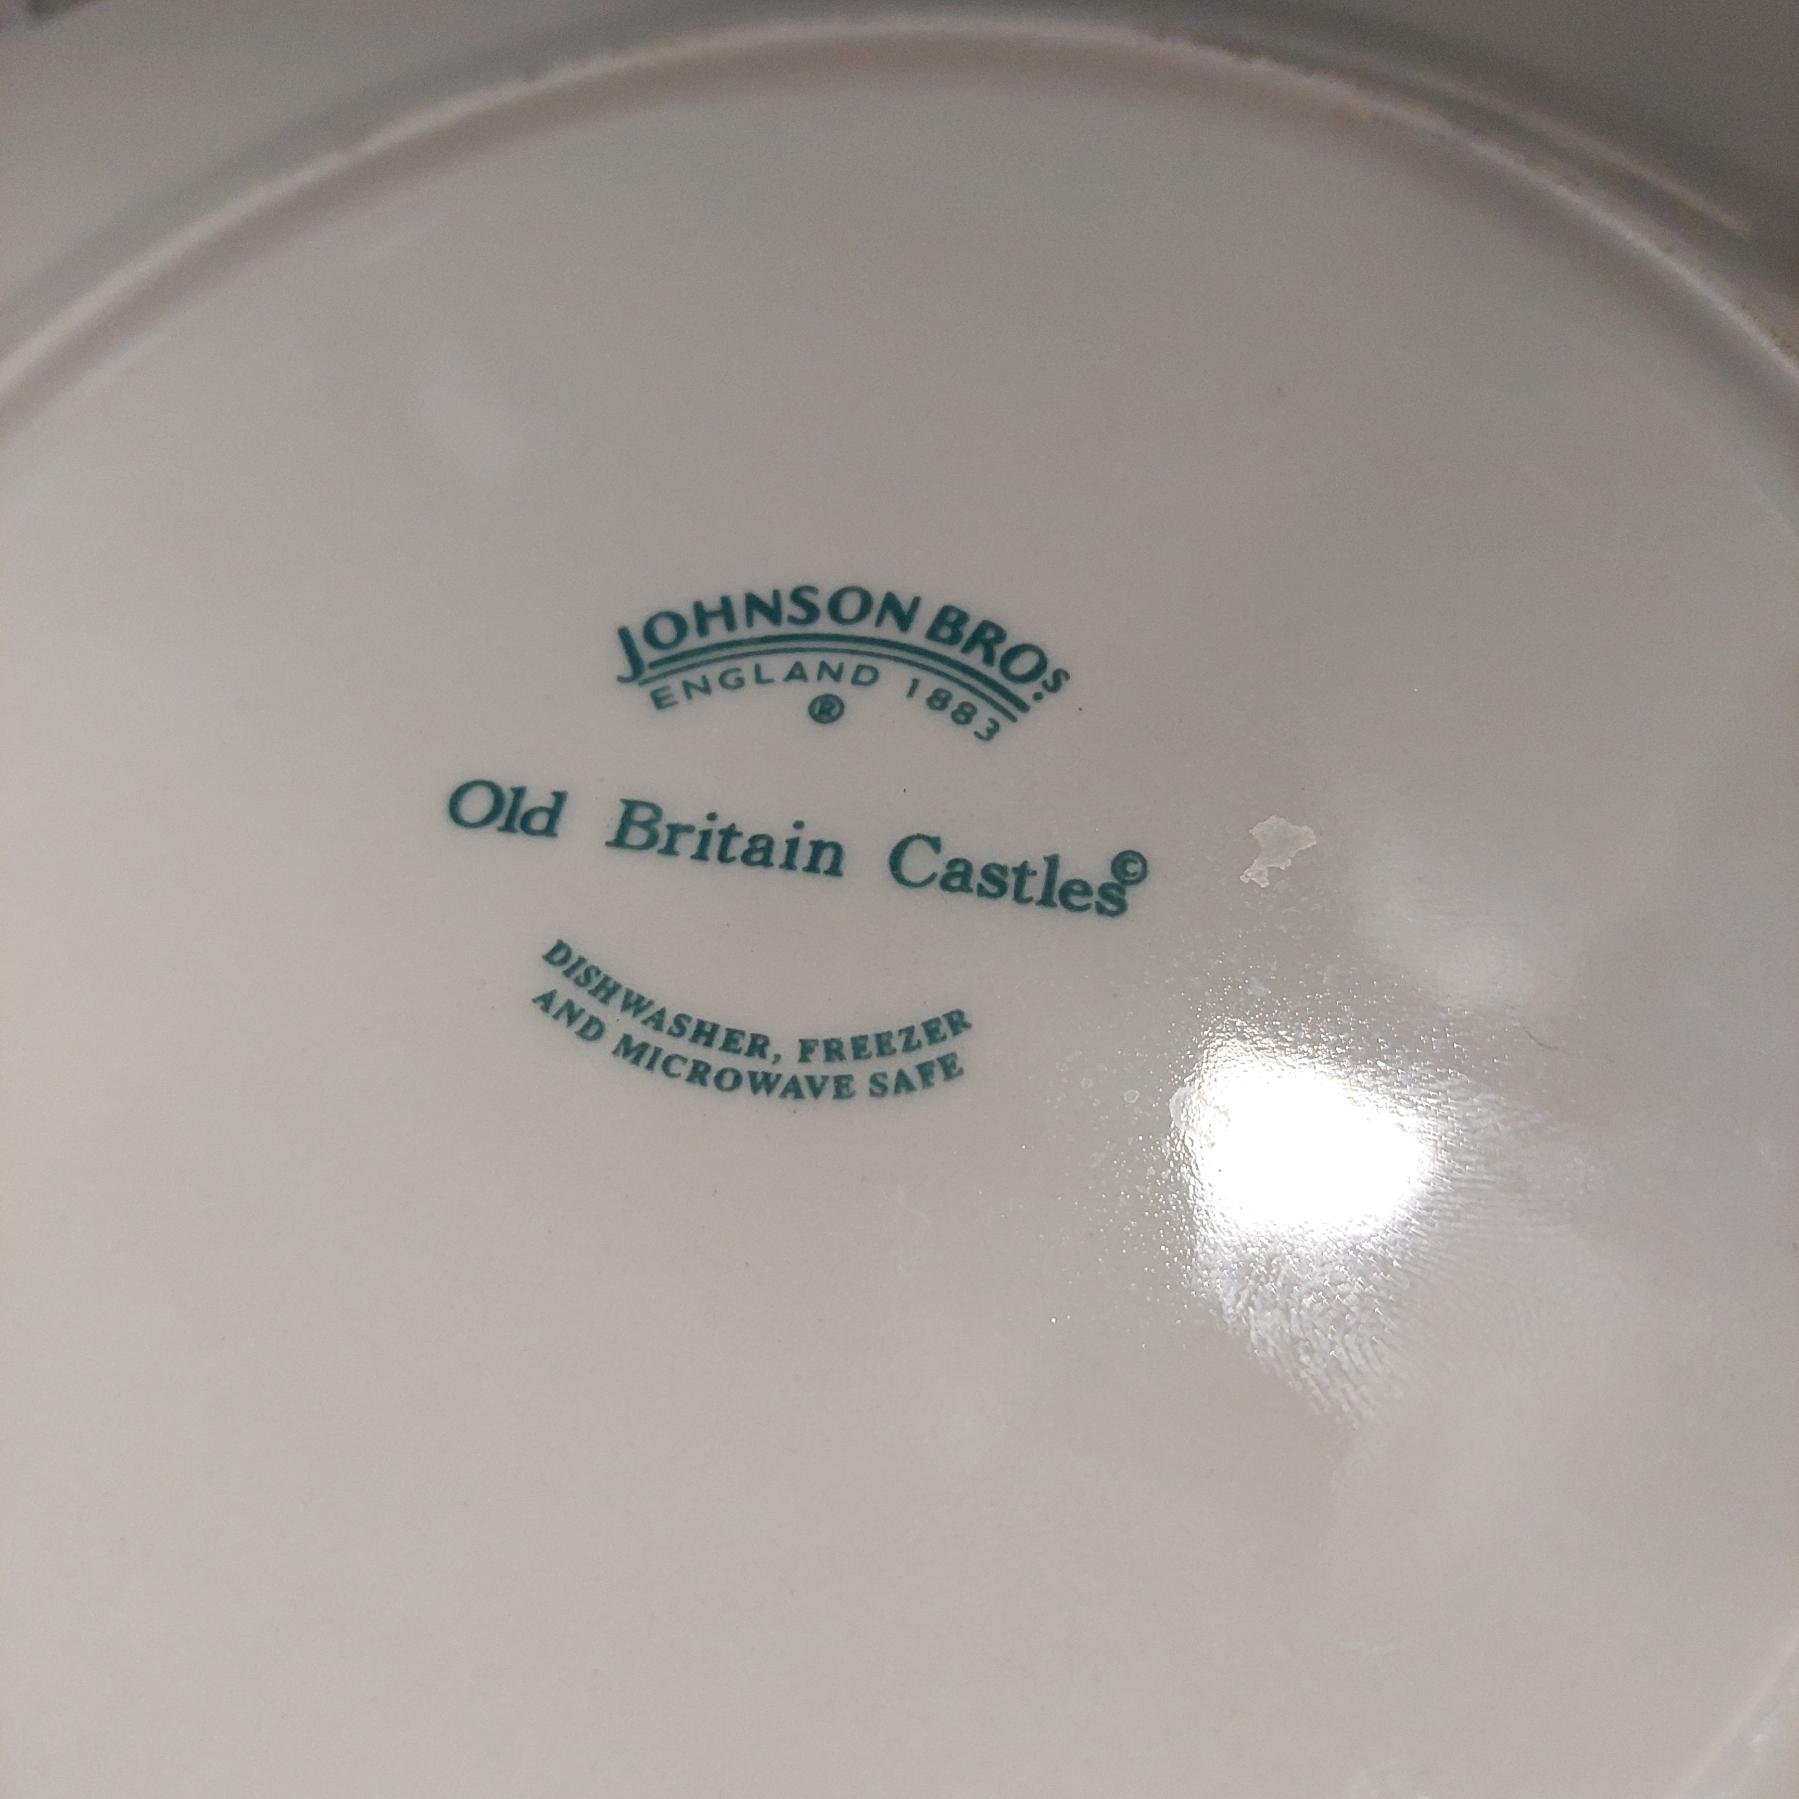 JOHNSON BROS.
ENGLAND 1883
®
Old Britain Castles©
DISHWASHER, FREEZER
AND MICROWAVE SAFE